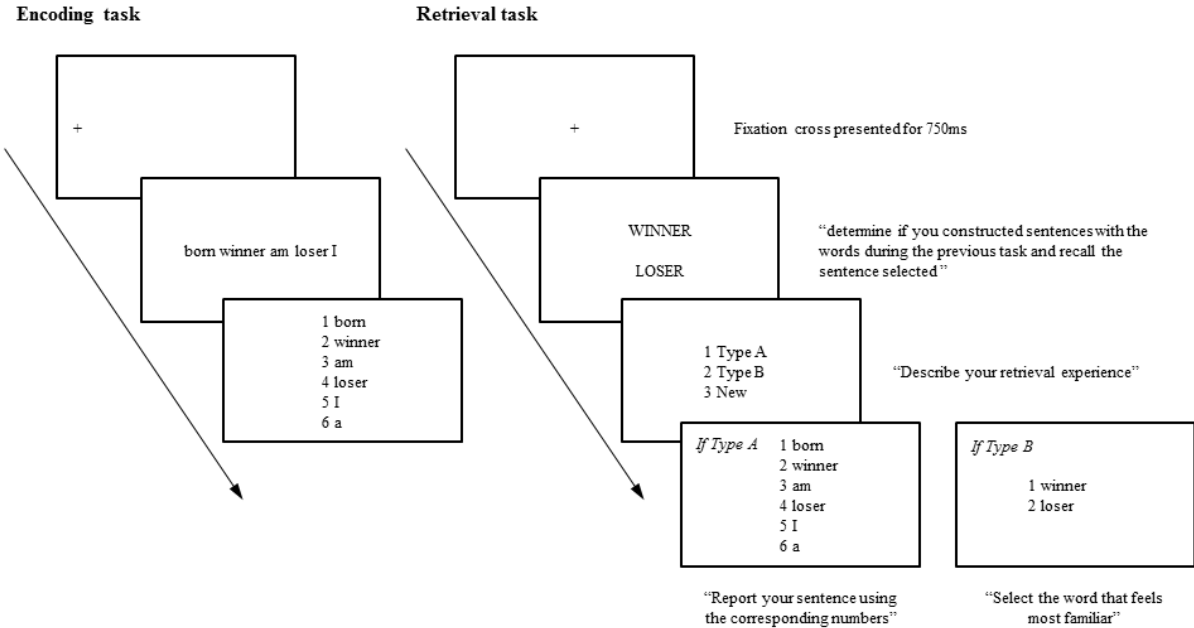 Encoding task
+
born winner am loser I
1 born
2 winner
3 am
4 loser
5 I
6 a
Retrieval task
+
Fixation cross presented for 750ms
WINNER
LOSER
“determine if you constructed sentences with the
words during the previous task and recall the
sentence selected”
1 Type A
2 Type B
3 New
“Describe your retrieval experience”
If Type A
1 born
2 winner
3 am
4 loser
5 I
6 a
“Report your sentence using
the corresponding numbers”
If Type B
1 winner
2 loser
“Select the word that feels
most familiar”